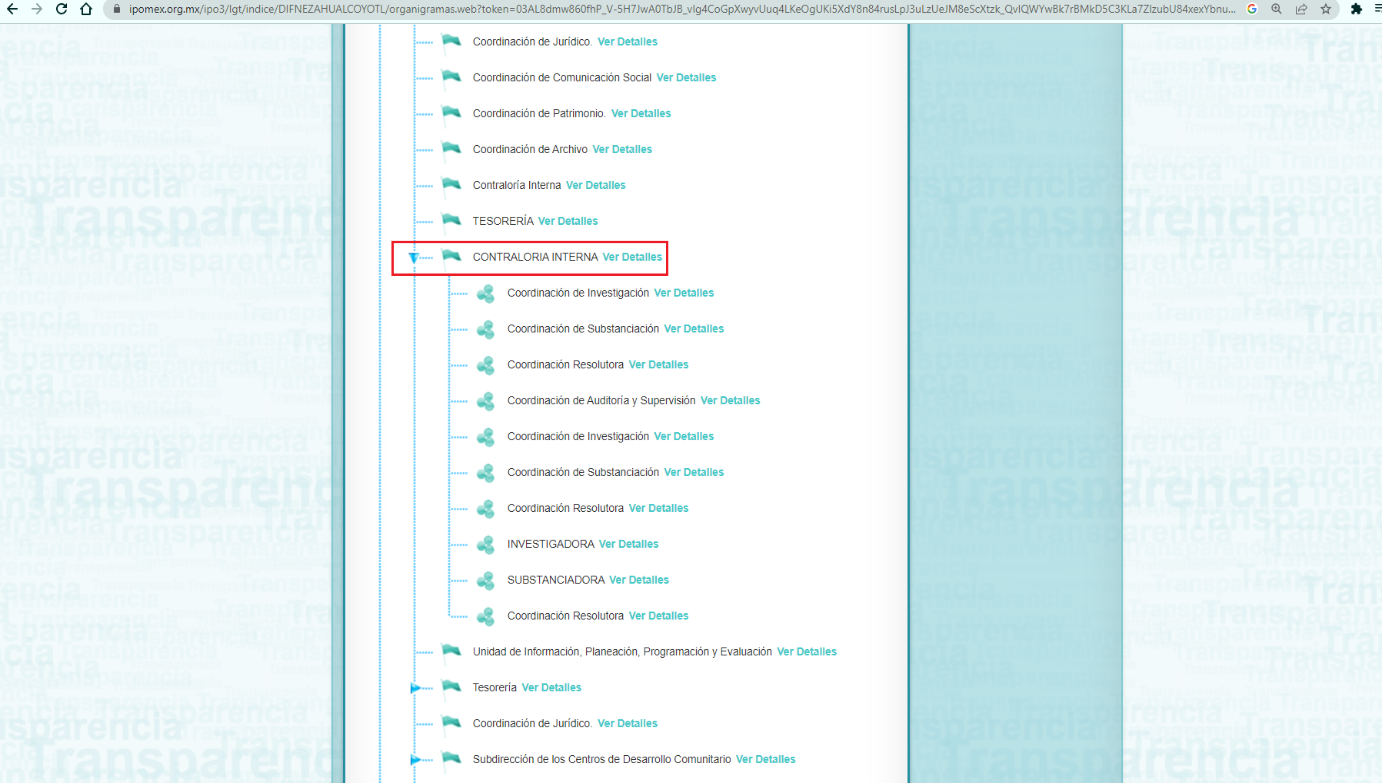 ipomex.org.mx/ipo3/lgt/indice/DIFNEZAHUALCOYOTL/organigramas.web?token=
Coordinación de Jurídico. Ver Detalles
Coordinación de Comunicación Social Ver Detalles
Coordinación de Patrimonio. Ver Detalles
Coordinación de Archivo Ver Detalles
Contraloría Interna Ver Detalles
TESORERÍA Ver Detalles
CONTRALORIA INTERNA Ver Detalles
Coordinación de Investigación Ver Detalles
Coordinación de Substanciación Ver Detalles
Coordinación Resolutora Ver Detalles
Coordinación de Auditoría y Supervisión Ver Detalles
Coordinación de Investigación Ver Detalles
Coordinación de Substanciación Ver Detalles
Coordinación Resolutora Ver Detalles
INVESTIGADORA Ver Detalles
SUBSTANCIADORA Ver Detalles
Coordinación Resolutora Ver Detalles
Unidad de Información, Planeación, Programación y Evaluación Ver Detalles
Tesorería Ver Detalles
Coordinación de Jurídico. Ver Detalles
Subdirección de los Centros de Desarrollo Comunitario Ver Detalles